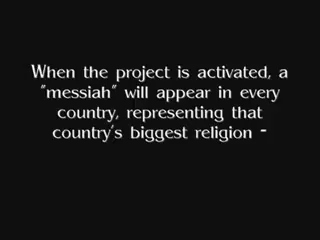 When the project is activated, a
"messiah" will appear in every
country, representing that
country's biggest religion -